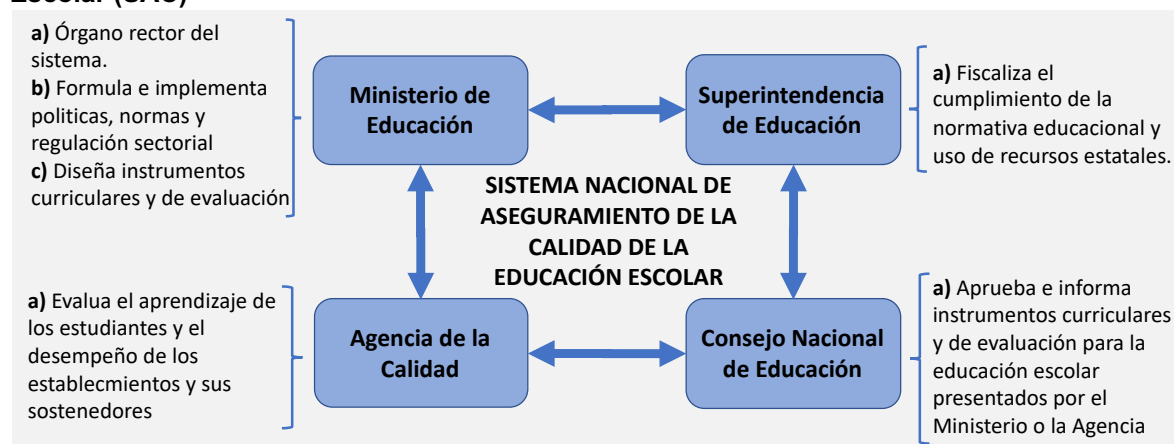 a) Órgano rector del
sistema.
b) Formula e implementa
politicas, normas y
regulación sectorial
c) Diseña instrumentos
curriculares y de evaluación
Ministerio de
Educación
Superintendencia
de Educación
a) Fiscaliza el
cumplimiento de la
normativa educacional y
uso de recursos estatales.
SISTEMA NACIONAL DE
ASEGURAMIENTO DE LA
CALIDAD DE LA
EDUCACIÓN ESCOLAR
a) Evalua el aprendizaje de
los estudiantes y el
desempeño de los
establecmientos y sus
sostenedores
Agencia de la
Calidad
Consejo Nacional
de Educación
a) Aprueba e informa
instrumentos curriculares
y de evaluación para la
educación escolar
presentados por el
Ministerio o la Agencia